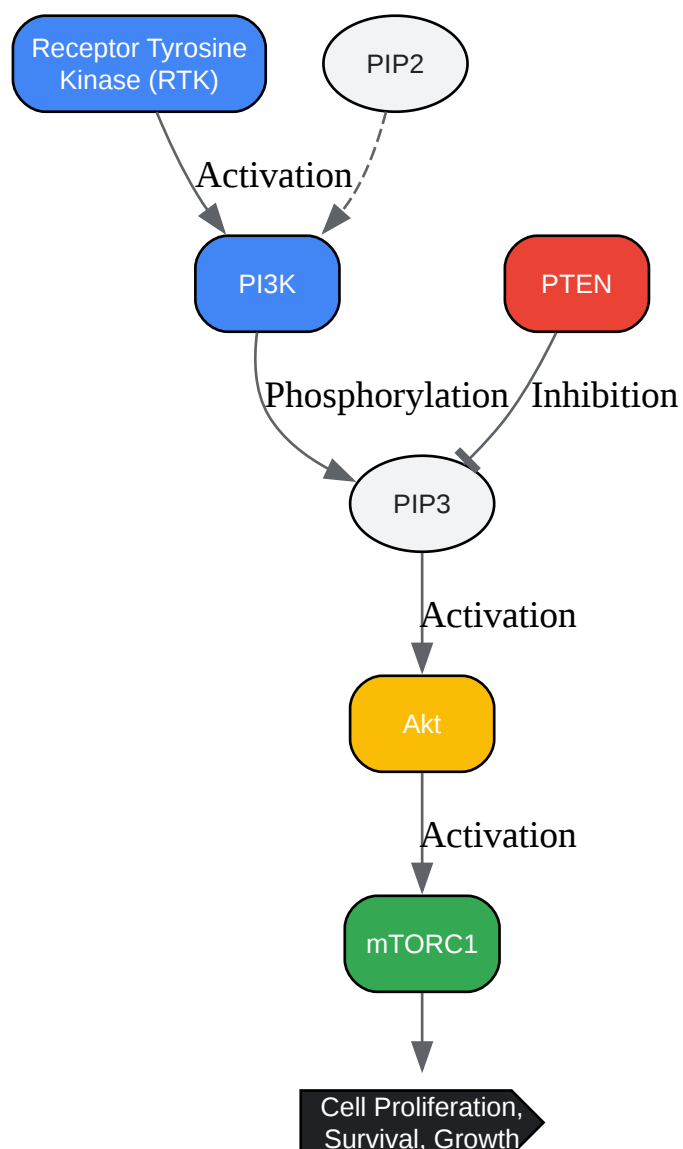 Receptor Tyrosine
Kinase (RTK)
PIP2
Activation
PI3K
PTEN
Phosphorylation
Inhibition
PIP3
Activation
Akt
Activation
mTORC1
Cell Proliferation,
Survival, Growth